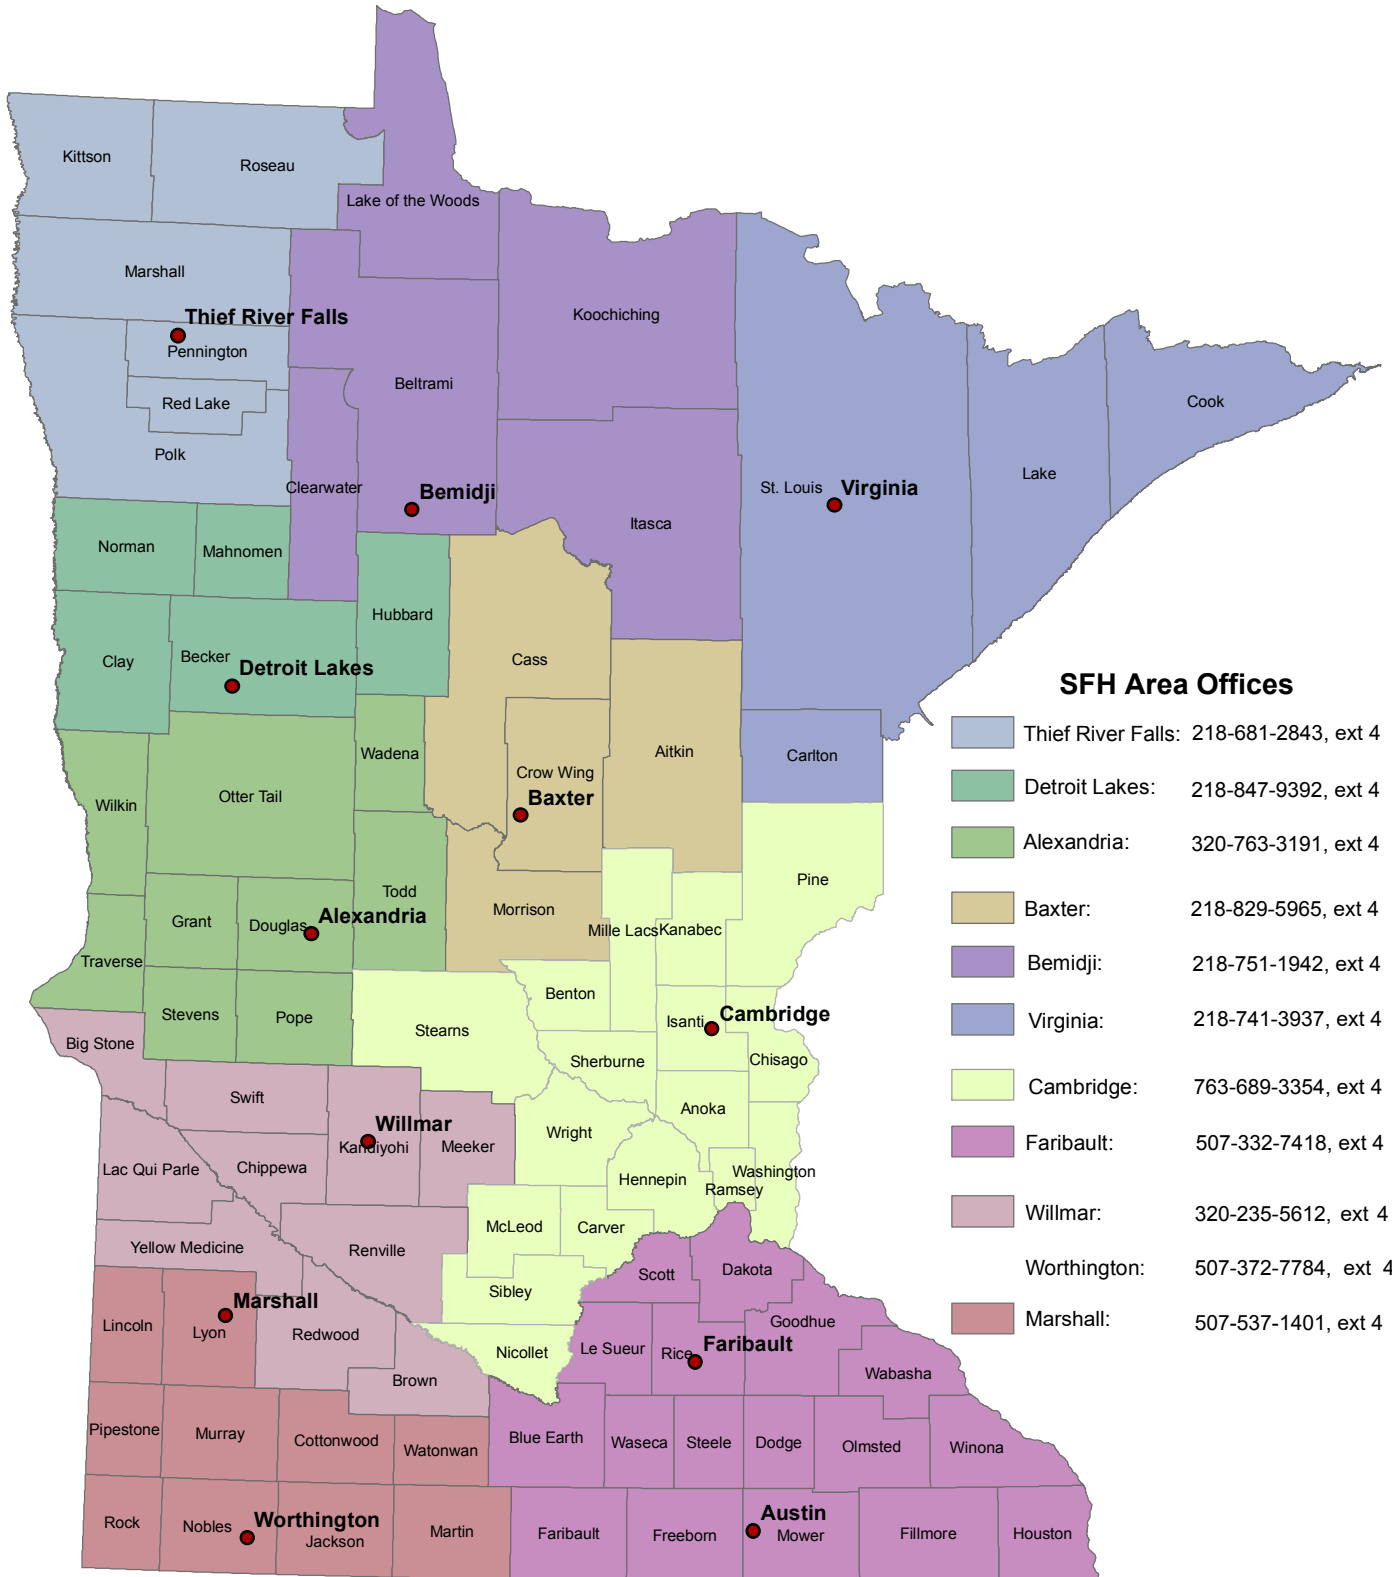 Kittson
Roseau
Lake of the Woods
Marshall
Thief River Falls
Pennington
Koochiching
Beltrami
Red Lake
Cook
Polk
Lake
Clearwater
Bemidji
St. Louis
Virginia
Itasca
Norman
Mahnomen
Hubbard
Clay
Becker
Detroit Lakes
Cass
Wadena
Aitkin
Carlton
Crow Wing
Baxter
Wilkin
Otter Tail
Pine
Todd
Grant
Douglas
Alexandria
Morrison
Mille Lacs
Kanabec
Traverse
Benton
Stevens
Pope
Stearns
Isanti
Cambridge
Big Stone
Sherburne
Chisago
Swift
Anoka
Willmar
Kandiyohi
Meeker
Wright
Lac Qui Parle
Chippewa
Hennepin
Washington
Ramsey
McLeod
Carver
Yellow Medicine
Renville
Scott
Dakota
Sibley
Marshall
Lincoln
Lyon
Redwood
Goodhue
Nicollet
Le Sueur
Rice
Faribault
Brown
Wabasha
Pipestone
Murray
Cottonwood
Watonwan
Blue Earth
Waseca
Steele
Dodge
Olmsted
Winona
Rock
Nobles
Worthington
Jackson
Martin
Faribault
Freeborn
Austin
Mower
Fillmore
Houston
SFH Area Offices
Thief River Falls: 218-681-2843, ext 4
Detroit Lakes: 218-847-9392, ext 4
Alexandria: 320-763-3191, ext 4
Baxter: 218-829-5965, ext 4
Bemidji: 218-751-1942, ext 4
Virginia: 218-741-3937, ext 4
Cambridge: 763-689-3354, ext 4
Faribault: 507-332-7418, ext 4
Willmar: 320-235-5612, ext 4
Worthington: 507-372-7784, ext 4
Marshall: 507-537-1401, ext 4